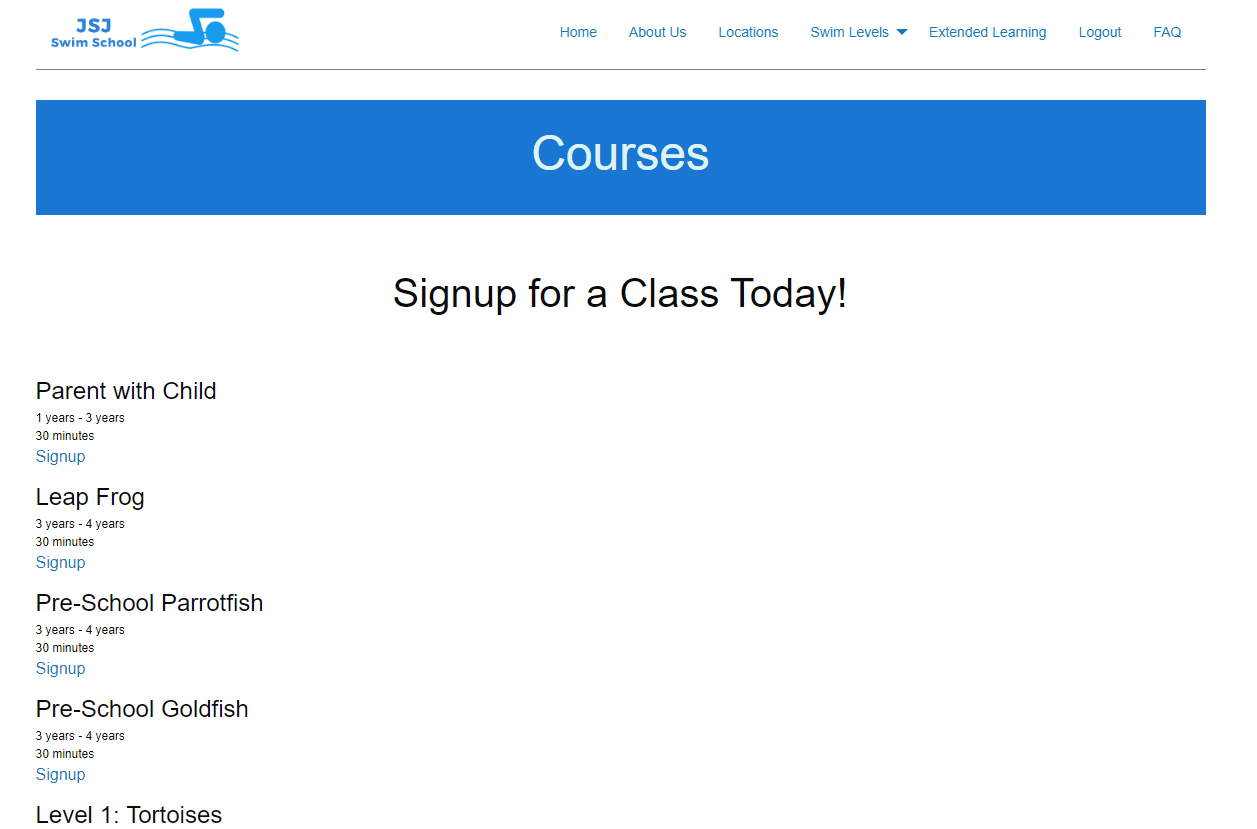 JSJ
Swim School
Home About Us Locations Swim Levels Extended Learning Logout FAQ
Courses
Signup for a Class Today!
Parent with Child
1 years - 3 years
30 minutes
Signup
Leap Frog
3 years - 4 years
30 minutes
Signup
Pre-School Parrotfish
3 years - 4 years
30 minutes
Signup
Pre-School Goldfish
3 years - 4 years
30 minutes
Signup
Level 1: Tortoises